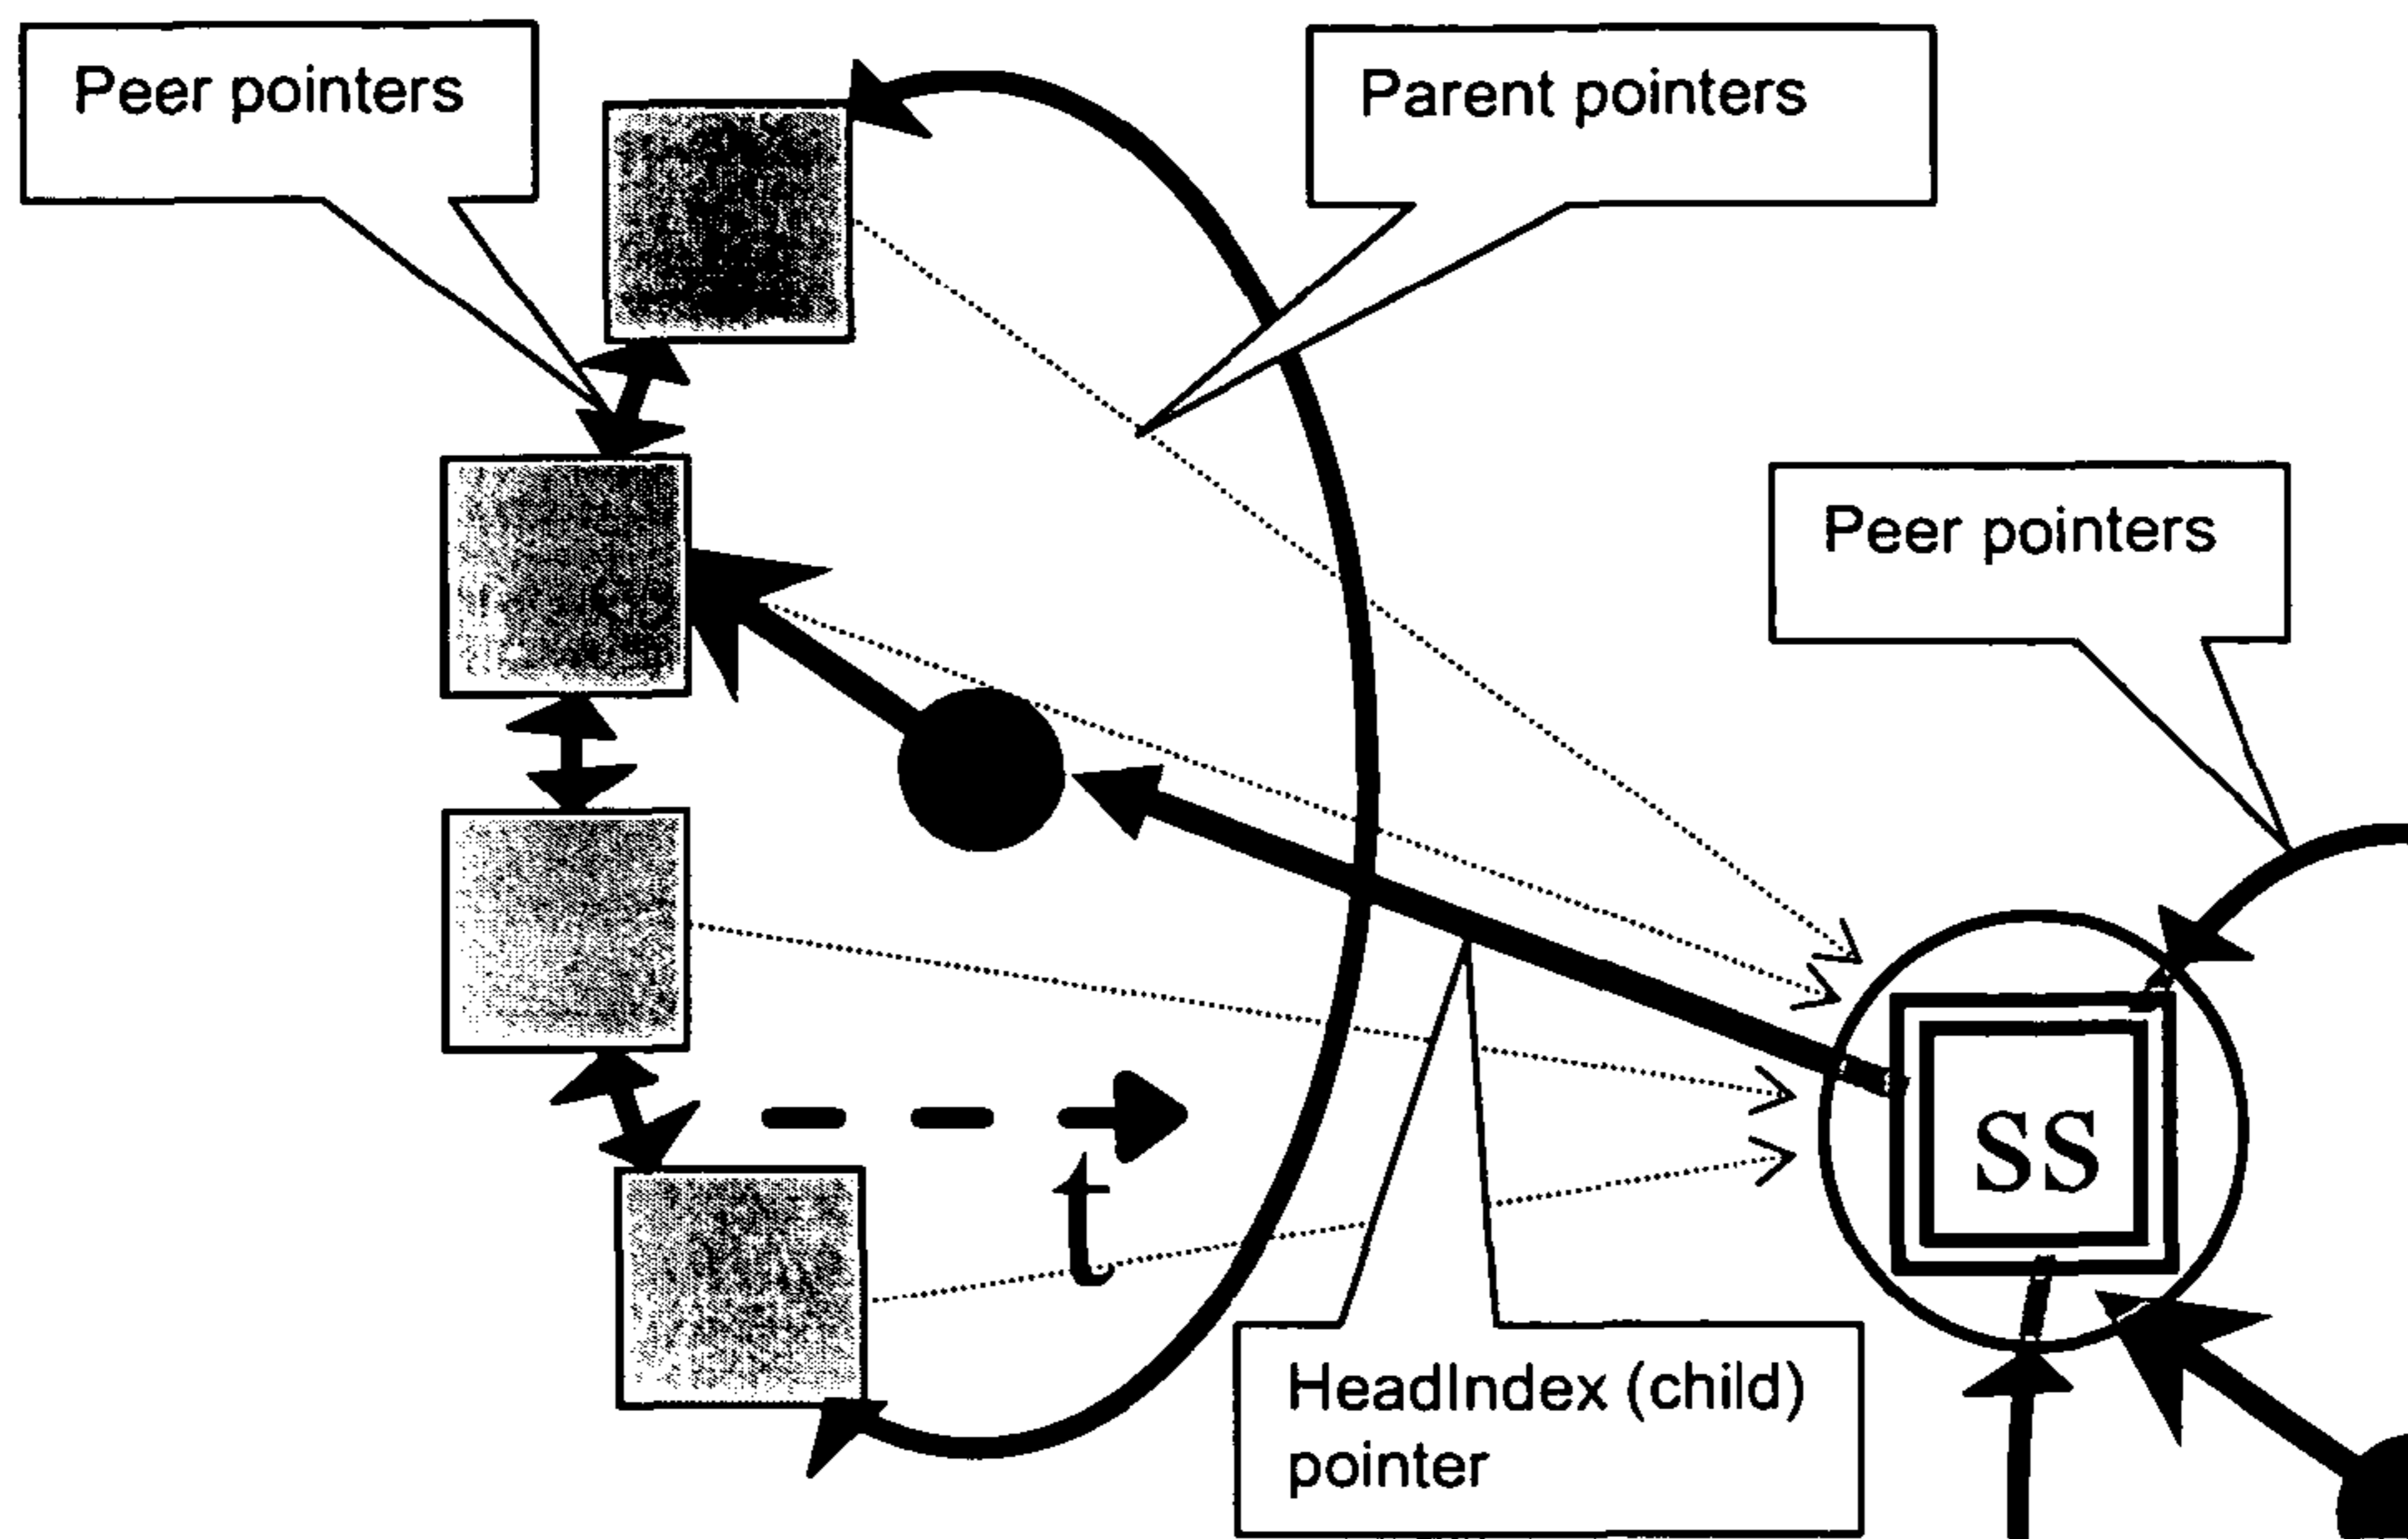 Peer pointers
Parent pointers
Peer pointers
t
SS
HeadIndex (child)
pointer